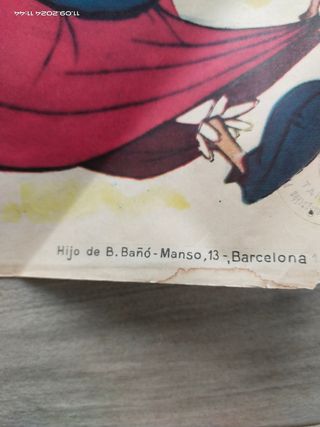 11.09.2024 11:44
Hijo de B. Bañó - Manso, 13 -, Barcelona